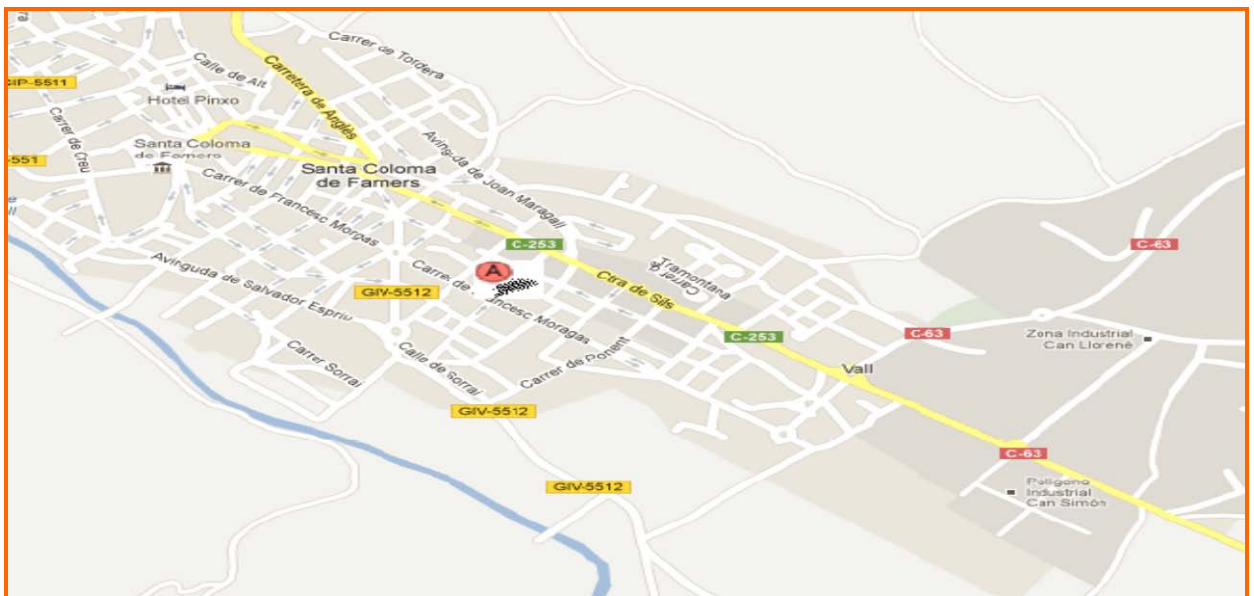 Carrer de Tordera
Carretera de Anglès
Calle de Alt
GIP-5511
Hotel Pinxo
Carrer de Creu
Santa Coloma
de Farners
-551
Santa Coloma
de Farners
Avinguda de Joan Maragall
Carrer de Francesc Morgas
C-253
A
Tramontana
Carrer de
C-63
Avinguda de Salvador Espriu
GIV-5512
Carrer de Francesc Moragas
Ctra de Sils
C-253
C-63
Zona Industrial
Can Llorenè
Carrer Sorrai
Calle de Sorrai
Carrer de Ponent
Vall
GIV-5512
C-63
GIV-5512
Polígono
Industrial
Can Simón